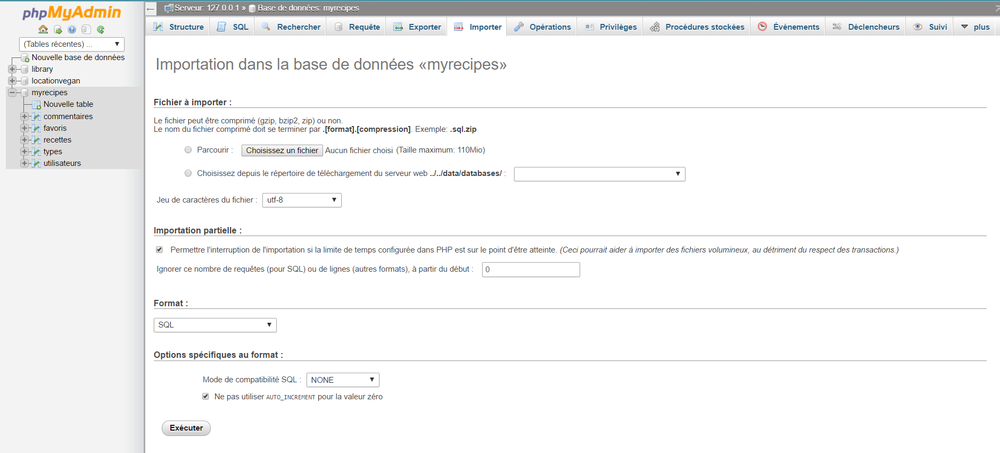 phpMyAdmin
(Tables récentes) ...
Nouvelle base de données
library
locationvegan
myrecipes
Nouvelle table
commentaires
favoris
recettes
types
utilisateurs
Serveur: 127.0.0.1 » Base de données: myrecipes
Structure SQL Rechercher Requête Exporter Importer Opérations Privilèges Procédures stockées Événements Déclencheurs Suivi plus
Importation dans la base de données «myrecipes»
Fichier à importer :
Le fichier peut être comprimé (gzip, bzip2, zip) ou non.
Le nom du fichier comprimé doit se terminer par .[format].[compression]. Exemple: .sql.zip
Parcourir : Choisissez un fichier Aucun fichier choisi (Taille maximum: 110Mio)
Choisissez depuis le répertoire de téléchargement du serveur web ../../data/databases/ :
Jeu de caractères du fichier : utf-8
Importation partielle :
Permettre l'interruption de l'importation si la limite de temps configurée dans PHP est sur le point d'être atteinte. (Ceci pourrait aider à importer des fichiers volumineux, au détriment du respect des transactions.)
Ignorer ce nombre de requêtes (pour SQL) ou de lignes (autres formats), à partir du début : 0
Format :
SQL
Options spécifiques au format :
Mode de compatibilité SQL : NONE
Ne pas utiliser AUTO_INCREMENT pour la valeur zéro
Exécuter